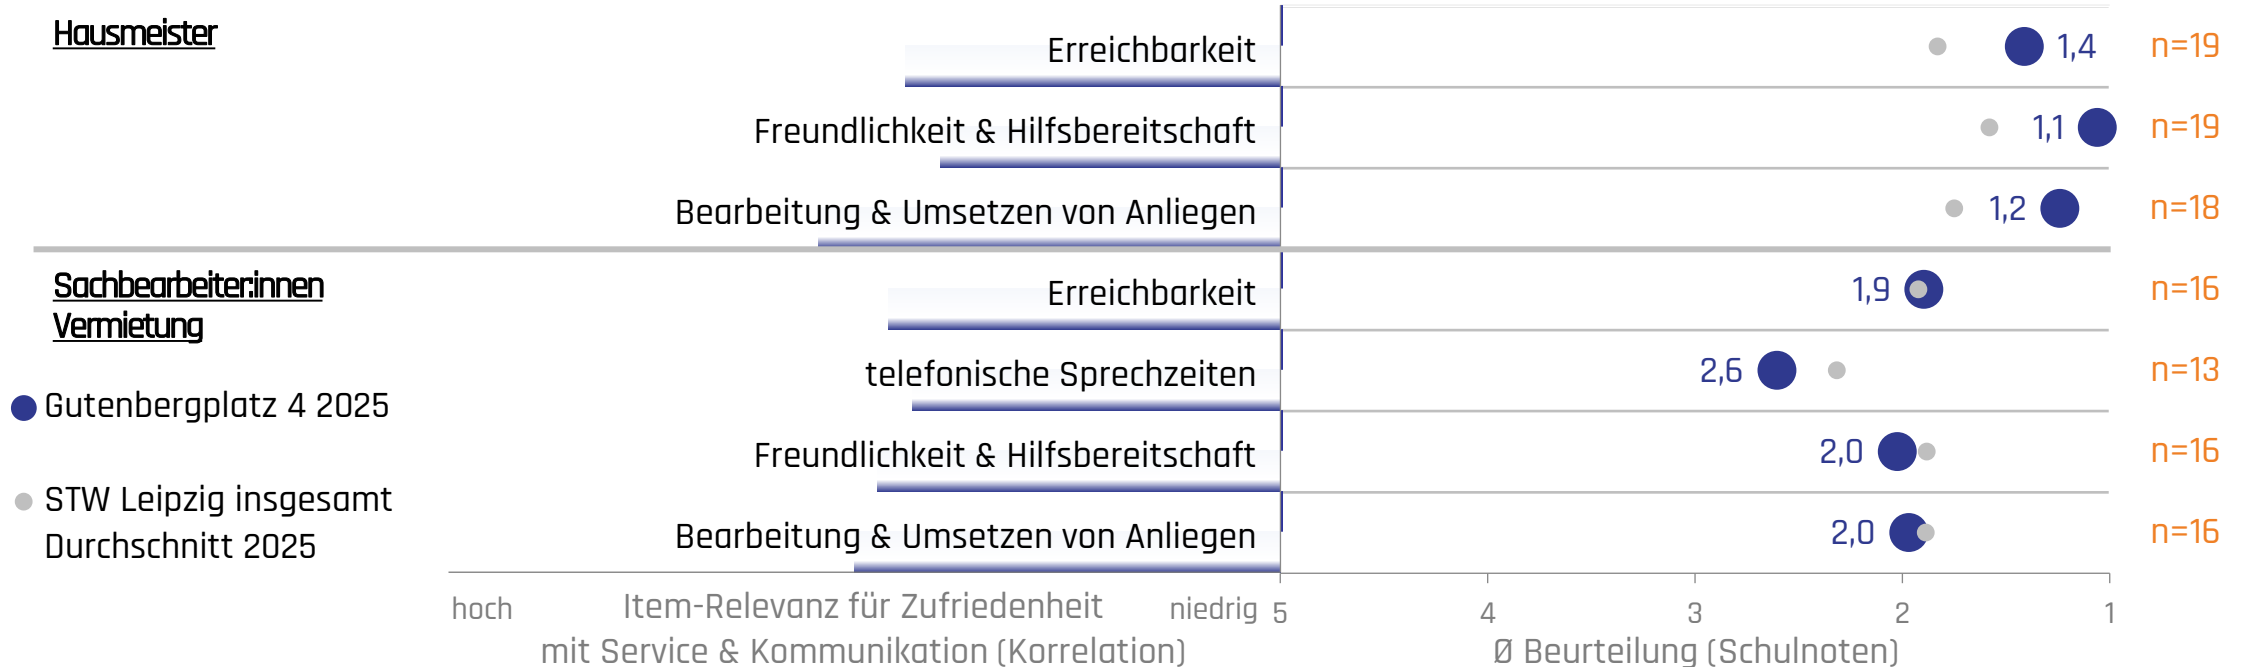 Hausmeister
Erreichbarkeit 1,4 n=19
Freundlichkeit & Hilfsbereitschaft 1,1 n=19
Bearbeitung & Umsetzen von Anliegen 1,2 n=18
Sachbearbeiter:innen
Vermietung
Erreichbarkeit 1,9 n=16
telefonische Sprechzeiten 2,6 n=13
Freundlichkeit & Hilfsbereitschaft 2,0 n=16
Bearbeitung & Umsetzen von Anliegen 2,0 n=16
Gutenbergplatz 4 2025
STW Leipzig insgesamt
Durchschnitt 2025
hoch Item-Relevanz für Zufriedenheit niedrig
mit Service & Kommunikation (Korrelation)
5 4 3 2 1
Ø Beurteilung (Schulnoten)